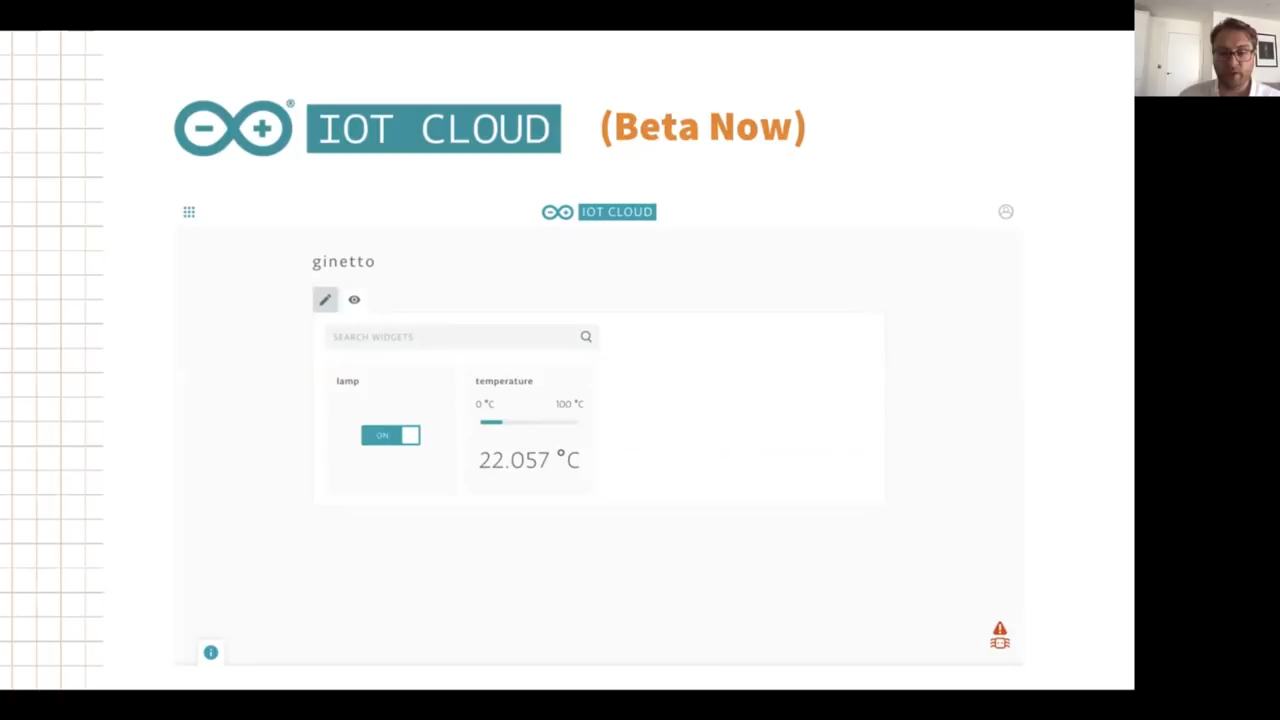 IOT CLOUD (Beta Now)
IOT CLOUD
ginetto
SEARCH WIDGETS
lamp
temperature
0 °C 100 °C
ON
22.057 °C